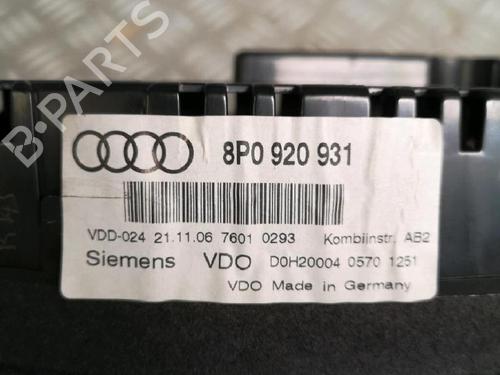 8P0 920 931
VDD-024 21.11.06 7601 0293 Kombiinstr. AB2
Siemens VDO D0H20004 0570 1251
VDO Made in Germany
B-PARTS